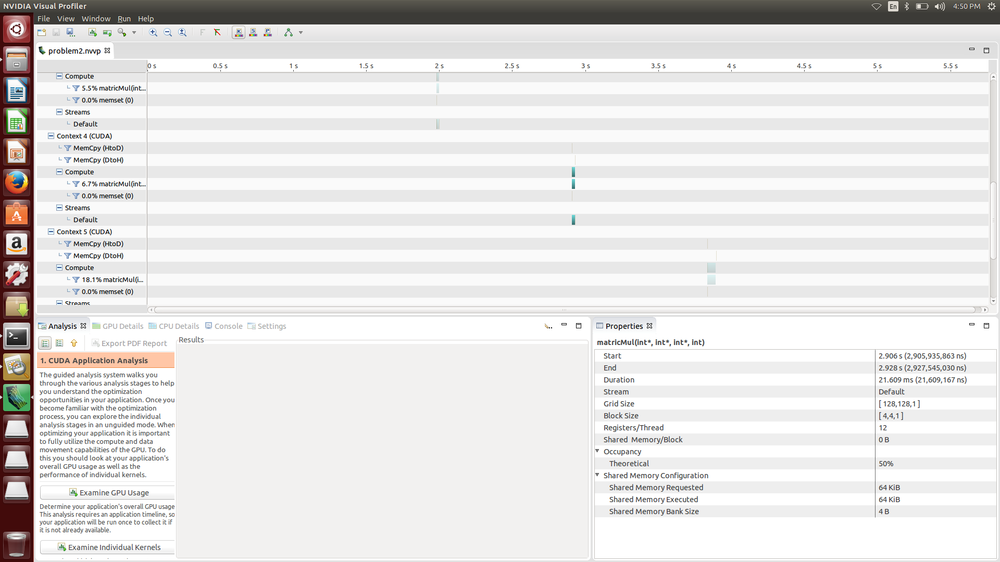 NVIDIA Visual Profiler
En
4:50 PM
File View Window Run Help
problem2.nvvp
0 s 0.5 s 1 s 1.5 s 2 s 2.5 s 3 s 3.5 s 4 s 4.5 s 5 s 5.5 s
Compute
5.5% matricMul(int...
0.0% memset (0)
Streams
Default
Context 4 (CUDA)
MemCpy (HtoD)
MemCpy (DtoH)
Compute
6.7% matricMul(int...
0.0% memset (0)
Streams
Default
Context 5 (CUDA)
MemCpy (HtoD)
MemCpy (DtoH)
Compute
18.1% matricMul(i...
0.0% memset (0)
Streams
Analysis GPU Details CPU Details Console Settings
Export PDF Report
Results
1. CUDA Application Analysis
The guided analysis system walks you
through the various analysis stages to help
you understand the optimization
opportunities in your application. Once you
become familiar with the optimization
process, you can explore the individual
analysis stages in an unguided mode. When
optimizing your application it is important
to fully utilize the compute and data
movement capabilities of the GPU. To do
this you should look at your application's
overall GPU usage as well as the
performance of individual kernels.
Examine GPU Usage
Determine your application's overall GPU usage
This analysis requires an application timeline, so
your application will be run once to collect it if
it is not already available.
Examine Individual Kernels
Properties
matricMul(int*, int*, int*, int)
Start 2.906 s (2,905,935,863 ns)
End 2.928 s (2,927,545,030 ns)
Duration 21.609 ms (21,609,167 ns)
Stream Default
Grid Size [ 128,128,1 ]
Block Size [ 4,4,1 ]
Registers/Thread 12
Shared Memory/Block 0 B
Occupancy
Theoretical 50%
Shared Memory Configuration
Shared Memory Requested 64 KiB
Shared Memory Executed 64 KiB
Shared Memory Bank Size 4 B